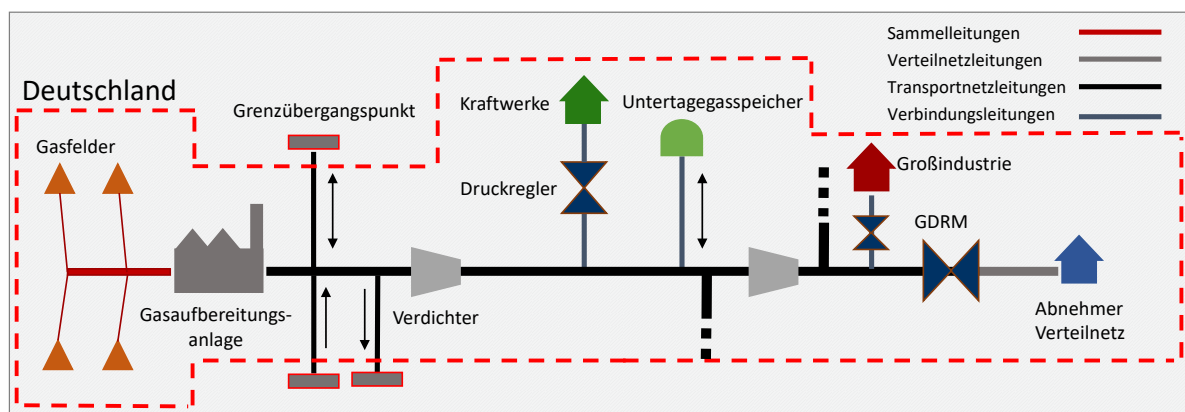 Sammelleitungen
Verteilnetzleitungen
Transportnetzleitungen
Verbindungsleitungen
Deutschland
Grenzübergangspunkt
Kraftwerke
Untertagegasspeicher
Gasfelder
Druckregler
Großindustrie
GDRM
Gasaufbereitungs-
anlage
Verdichter
Abnehmer
Verteilnetz